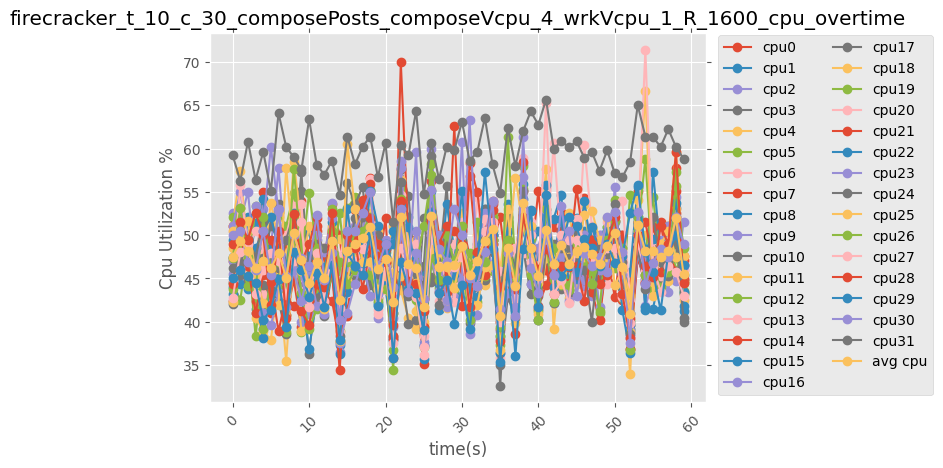 firecracker_t_10_c_30_composePosts_composeVcpu_4_wrkVcpu_1_R_1600_cpu_overtime
Cpu Utilization %
70
65
60
55
50
45
40
35
0
10
20
30
40
50
60
time(s)
cpu0
cpu1
cpu2
cpu3
cpu4
cpu5
cpu6
cpu7
cpu8
cpu9
cpu10
cpu11
cpu12
cpu13
cpu14
cpu15
cpu16
cpu17
cpu18
cpu19
cpu20
cpu21
cpu22
cpu23
cpu24
cpu25
cpu26
cpu27
cpu28
cpu29
cpu30
cpu31
avg cpu